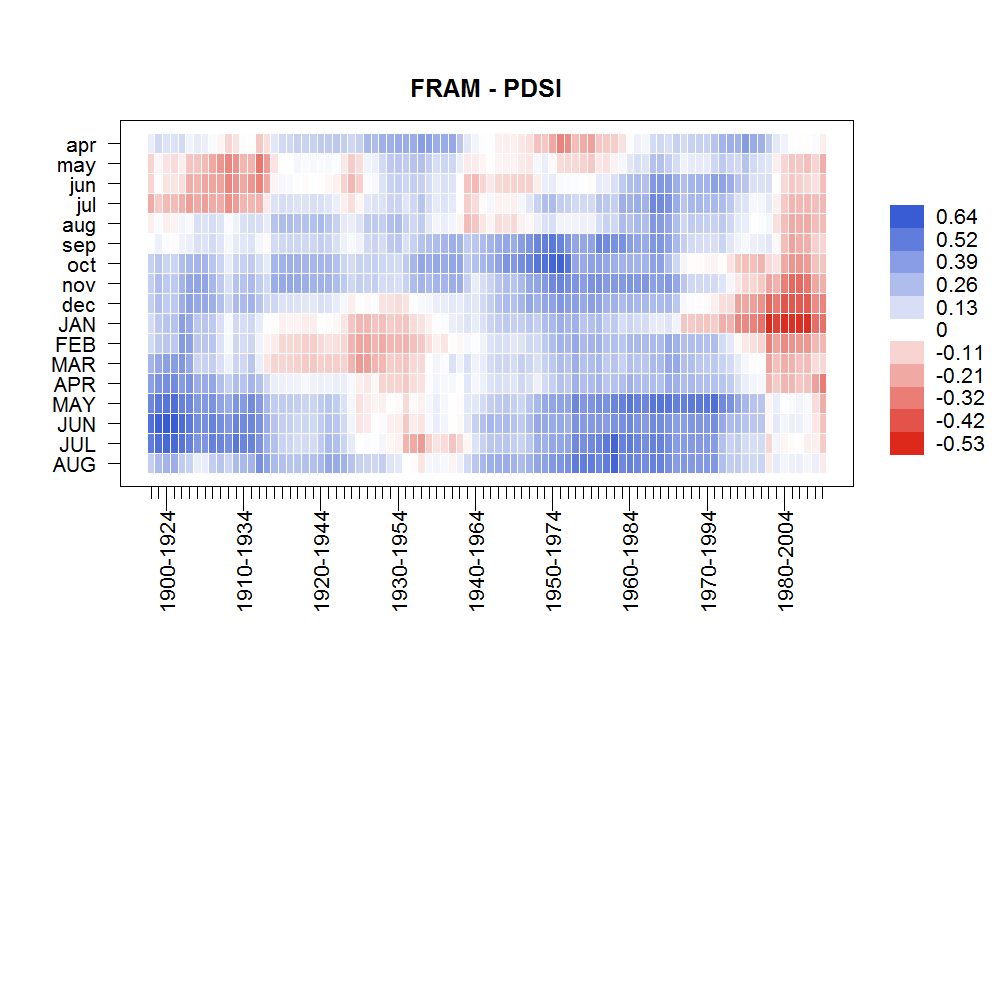 FRAM - PDSI
apr
may
jun
jul
aug
sep
oct
nov
dec
JAN
FEB
MAR
APR
MAY
JUN
JUL
AUG
0.64
0.52
0.39
0.26
0.13
0
-0.11
-0.21
-0.32
-0.42
-0.53
1900-1924
1910-1934
1920-1944
1930-1954
1940-1964
1950-1974
1960-1984
1970-1994
1980-2004